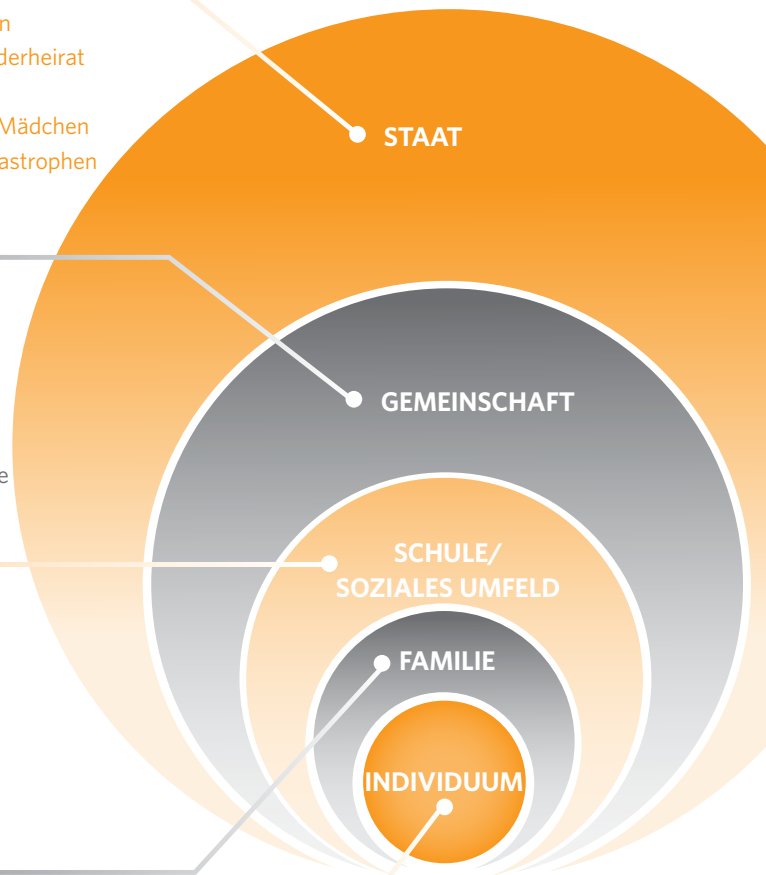 n
derheirat
Mädchen
astrophen
STAAT
GEMEINSCHAFT
e
SCHULE/
SOZIALES UMFELD
FAMILIE
INDIVIDUUM